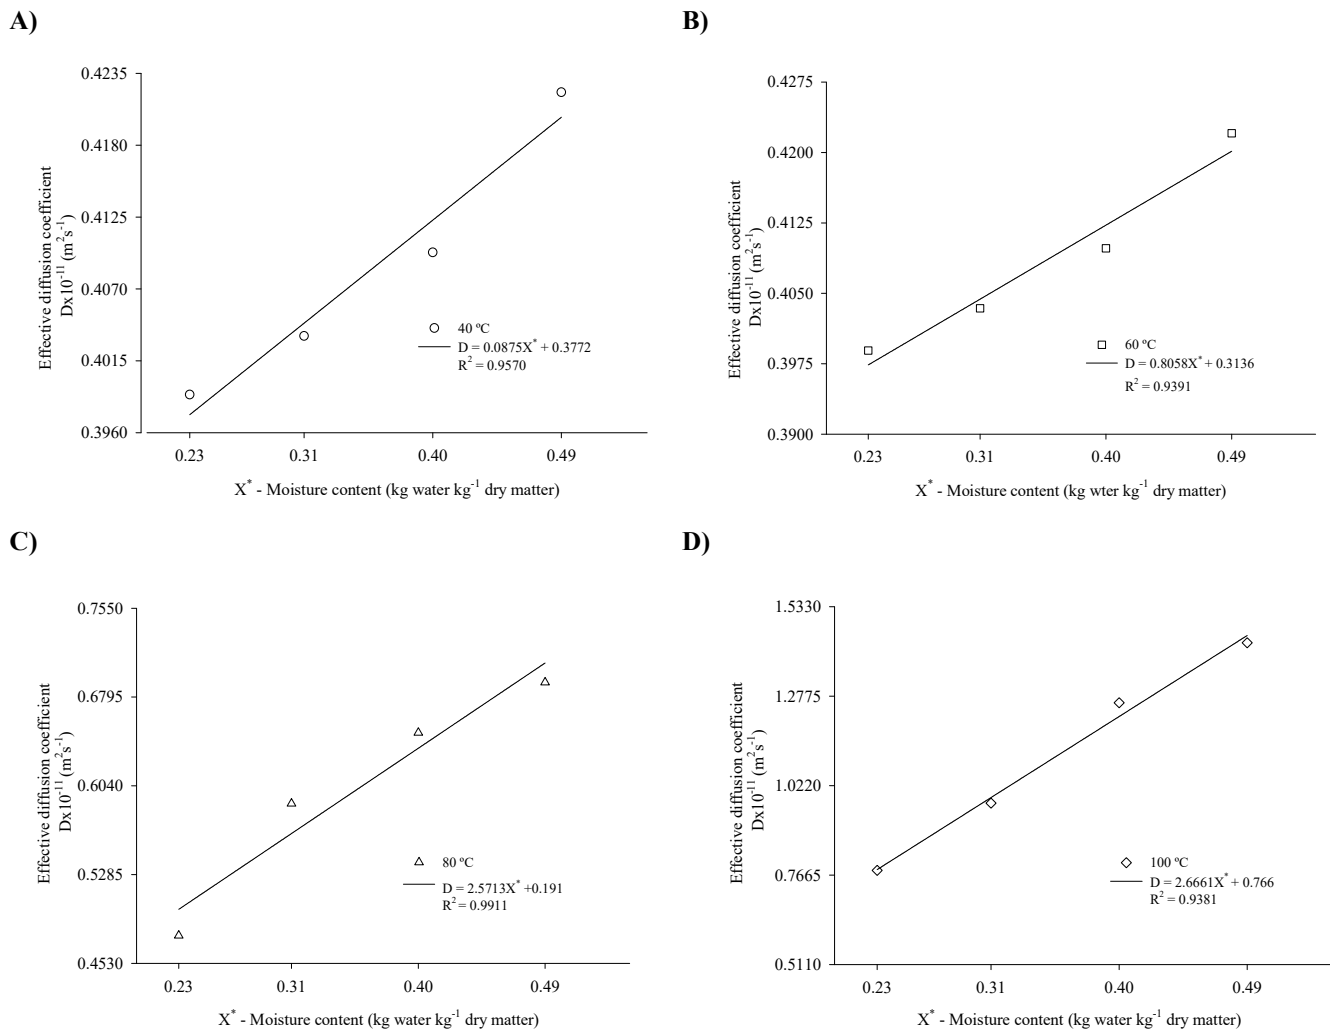 A)
Effective diffusion coefficient
Dx10⁻¹¹ (m²s⁻¹)
0.4235
0.4180
0.4125
0.4070
0.4015
0.3960
40 ºC
D = 0.0875X* + 0.3772
R² = 0.9570
0.23 0.31 0.40 0.49
X* - Moisture content (kg water kg⁻¹ dry matter)
B)
Effective diffusion coefficient
Dx10⁻¹¹ (m²s⁻¹)
0.4275
0.4200
0.4125
0.4050
0.3975
0.3900
60 ºC
D = 0.8058X* + 0.3136
R² = 0.9391
0.23 0.31 0.40 0.49
X* - Moisture content (kg wter kg⁻¹ dry matter)
C)
Effective diffusion coefficient
Dx10⁻¹¹ (m²s⁻¹)
0.7550
0.6795
0.6040
0.5285
0.4530
80 ºC
D = 2.5713X* +0.191
R² = 0.9911
0.23 0.31 0.40 0.49
X* - Moisture content (kg water kg⁻¹ dry matter)
D)
Effective diffusion coefficient
Dx10⁻¹¹ (m²s⁻¹)
1.5330
1.2775
1.0220
0.7665
0.5110
100 ºC
D = 2.6661X* + 0.766
R² = 0.9381
0.23 0.31 0.40 0.49
X* - Moisture content (kg water kg⁻¹ dry matter)